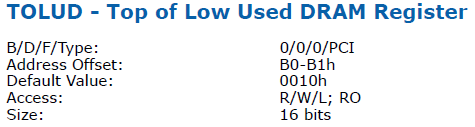 TOLUD - Top of Low Used DRAM Register
B/D/F/Type: 0/0/0/PCI
Address Offset: B0-B1h
Default Value: 0010h
Access: R/W/L; RO
Size: 16 bits